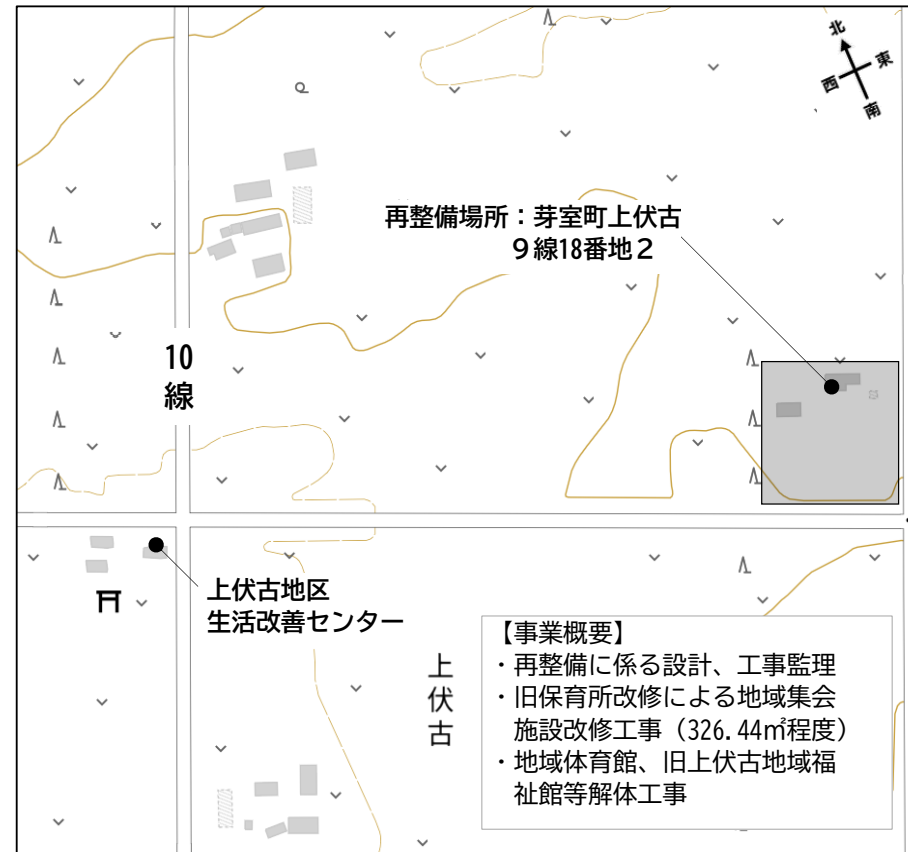 北
東
西
南
再整備場所：芽室町上伏古
９線18番地２
10
線
上伏古地区
生活改善センター
上
伏
古
【事業概要】
・再整備に係る設計、工事監理
・旧保育所改修による地域集会
施設改修工事（326.44㎡程度）
・地域体育館、旧上伏古地域福
祉館等解体工事